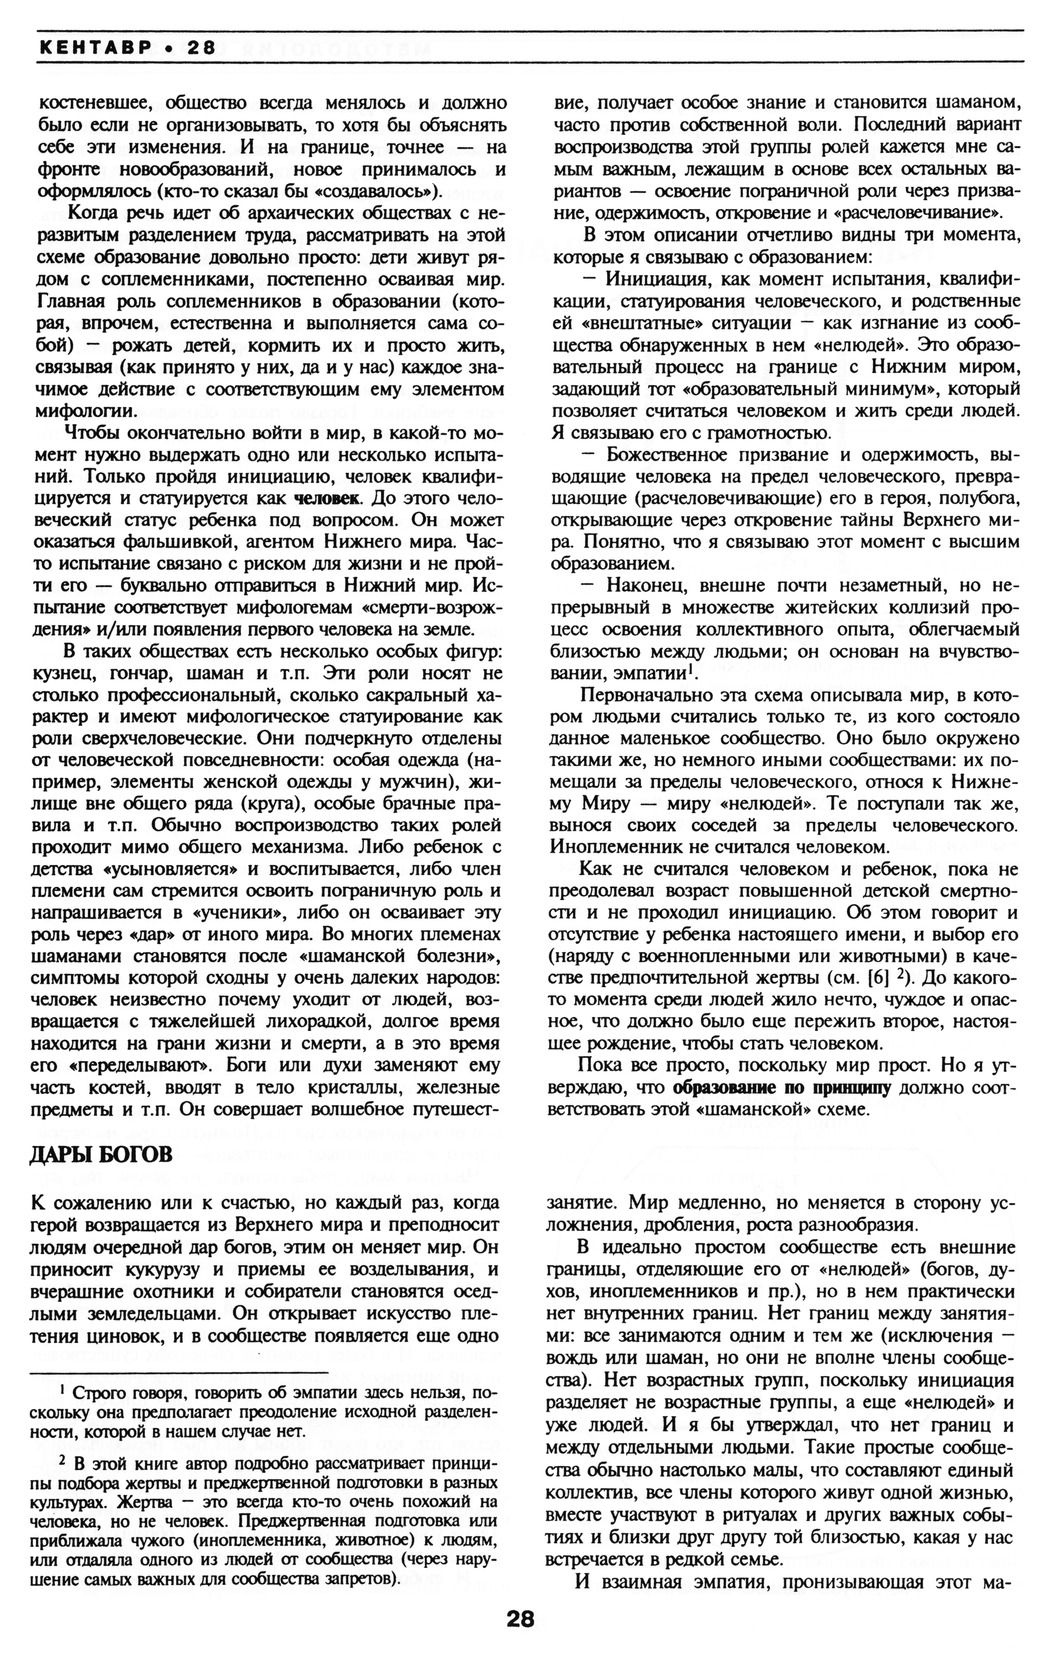 КЕНТАВР • 28
костеневшее, общество всегда менялось и должно
было если не организовывать, то хотя бы объяснять
себе эти изменения. И на границе, точнее — на
фронте новообразований, новое принималось и
оформлялось (кто-то сказал бы «создавалось»).
Когда речь идет об архаических обществах с не-
развитым разделением труда, рассматривать на этой
схеме образование довольно просто: дети живут ря-
дом с соплеменниками, постепенно осваивая мир.
Главная роль соплеменников в образовании (кото-
рая, впрочем, естественна и выполняется сама со-
бой) — рожать детей, кормить их и просто жить,
связывая (как принято у них, да и у нас) каждое зна-
чимое действие с соответствующим ему элементом
мифологии.
Чтобы окончательно войти в мир, в какой-то мо-
мент нужно выдержать одно или несколько испыта-
ний. Только пройдя инициацию, человек квалифи-
цируется и статуируется как человек. До этого чело-
веческий статус ребенка под вопросом. Он может
оказаться фальшивкой, агентом Нижнего мира. Час-
то испытание связано с риском для жизни и не прой-
ти его — буквально отправиться в Нижний мир. Ис-
пытание соответствует мифологемам «смерти-возрож-
дения» и/или появления первого человека на земле.
В таких обществах есть несколько особых фигур:
кузнец, гончар, шаман и т.п. Эти роли носят не
столько профессиональный, сколько сакральный ха-
рактер и имеют мифологическое статуирование как
роли сверхчеловеческие. Они подчеркнуто отделены
от человеческой повседневности: особая одежда (на-
пример, элементы женской одежды у мужчин), жи-
лище вне общего ряда (круга), особые брачные пра-
вила и т.п. Обычно воспроизводство таких ролей
проходит мимо общего механизма. Либо ребенок с
детства «усыновляется» и воспитывается, либо член
племени сам стремится освоить пограничную роль и
напрашивается в «ученики», либо он осваивает эту
роль через «дар» от иного мира. Во многих племенах
шаманами становятся после «шаманской болезни»,
симптомы которой сходны у очень далеких народов:
человек неизвестно почему уходит от людей, воз-
вращается с тяжелейшей лихорадкой, долгое время
находится на грани жизни и смерти, а в это время
его «переделывают». Боги или духи заменяют ему
часть костей, вводят в тело кристаллы, железные
предметы и т.п. Он совершает волшебное путешест-
вие, получает особое знание и становится шаманом,
часто против собственной воли. Последний вариант
воспроизводства этой группы ролей кажется мне са-
мым важным, лежащим в основе всех остальных ва-
риантов — освоение пограничной роли через призва-
ние, одержимость, откровение и «расчеловечивание».
В этом описании отчетливо видны три момента,
которые я связываю с образованием:
— Инициация, как момент испытания, квалифи-
кации, статуирования человеческого, и родственные
ей «внештатные» ситуации — как изгнание из сооб-
щества обнаруженных в нем «нелюдей». Это образо-
вательный процесс на границе с Нижним миром,
задающий тот «образовательный минимум», который
позволяет считаться человеком и жить среди людей.
Я связываю его с грамотностью.
— Божественное призвание и одержимость, вы-
водящие человека на предел человеческого, превра-
щающие (расчеловечивающие) его в героя, полубога,
открывающие через откровение тайны Верхнего ми-
ра. Понятно, что я связываю этот момент с высшим
образованием.
— Наконец, внешне почти незаметный, но не-
прерывный в множестве житейских коллизий про-
цесс освоения коллективного опыта, облегчаемый
близостью между людьми; он основан на вчувство-
вании, эмпатии¹.
Первоначально эта схема описывала мир, в кото-
ром людьми считались только те, из кого состояло
данное маленькое сообщество. Оно было окружено
такими же, но немного иными сообществами: их по-
мещали за пределы человеческого, относя к Нижне-
му Миру — миру «нелюдей». Те поступали так же,
вынося своих соседей за пределы человеческого.
Иноплеменник не считался человеком.
Как не считался человеком и ребенок, пока не
преодолевал возраст повышенной детской смертно-
сти и не проходил инициацию. Об этом говорит и
отсутствие у ребенка настоящего имени, и выбор его
(наряду с военнопленными или животными) в каче-
стве предпочтительной жертвы (см. [6] ²). До какого-
то момента среди людей жило нечто, чуждое и опас-
ное, что должно было еще пережить второе, настоя-
щее рождение, чтобы стать человеком.
Пока все просто, поскольку мир прост. Но я ут-
верждаю, что образование по принципу должно соот-
ветствовать этой «шаманской» схеме.
ДАРЫ БОГОВ
К сожалению или к счастью, но каждый раз, когда
герой возвращается из Верхнего мира и преподносит
людям очередной дар богов, этим он меняет мир. Он
приносит кукурузу и приемы ее возделывания, и
вчерашние охотники и собиратели становятся осед-
лыми земледельцами. Он открывает искусство пле-
тения циновок, и в сообществе появляется еще одно
занятие. Мир медленно, но меняется в сторону ус-
ложнения, дробления, роста разнообразия.
В идеально простом сообществе есть внешние
границы, отделяющие его от «нелюдей» (богов, ду-
хов, иноплеменников и пр.), но в нем практически
нет внутренних границ. Нет границ между занятия-
ми: все занимаются одним и тем же (исключения —
вождь или шаман, но они не вполне члены сообще-
ства). Нет возрастных групп, поскольку инициация
разделяет не возрастные группы, а еще «нелюдей» и
уже людей. И я бы утверждал, что нет границ и
между отдельными людьми. Такие простые сообще-
ства обычно настолько малы, что составляют единый
коллектив, все члены которого живут одной жизнью,
вместе участвуют в ритуалах и других важных собы-
тиях и близки друг другу той близостью, какая у нас
встречается в редкой семье.
И взаимная эмпатия, пронизывающая этот ма-
¹ Строго говоря, говорить об эмпатии здесь нельзя, по-
скольку она предполагает преодоление исходной разделен-
ности, которой в нашем случае нет.
² В этой книге автор подробно рассматривает принци-
пы подбора жертвы и преджертвенной подготовки в разных
культурах. Жертва — это всегда кто-то очень похожий на
человека, но не человек. Преджертвенная подготовка или
приближала чужого (иноплеменника, животное) к людям,
или отдаляла одного из людей от сообщества (через нару-
шение самых важных для сообщества запретов).
28